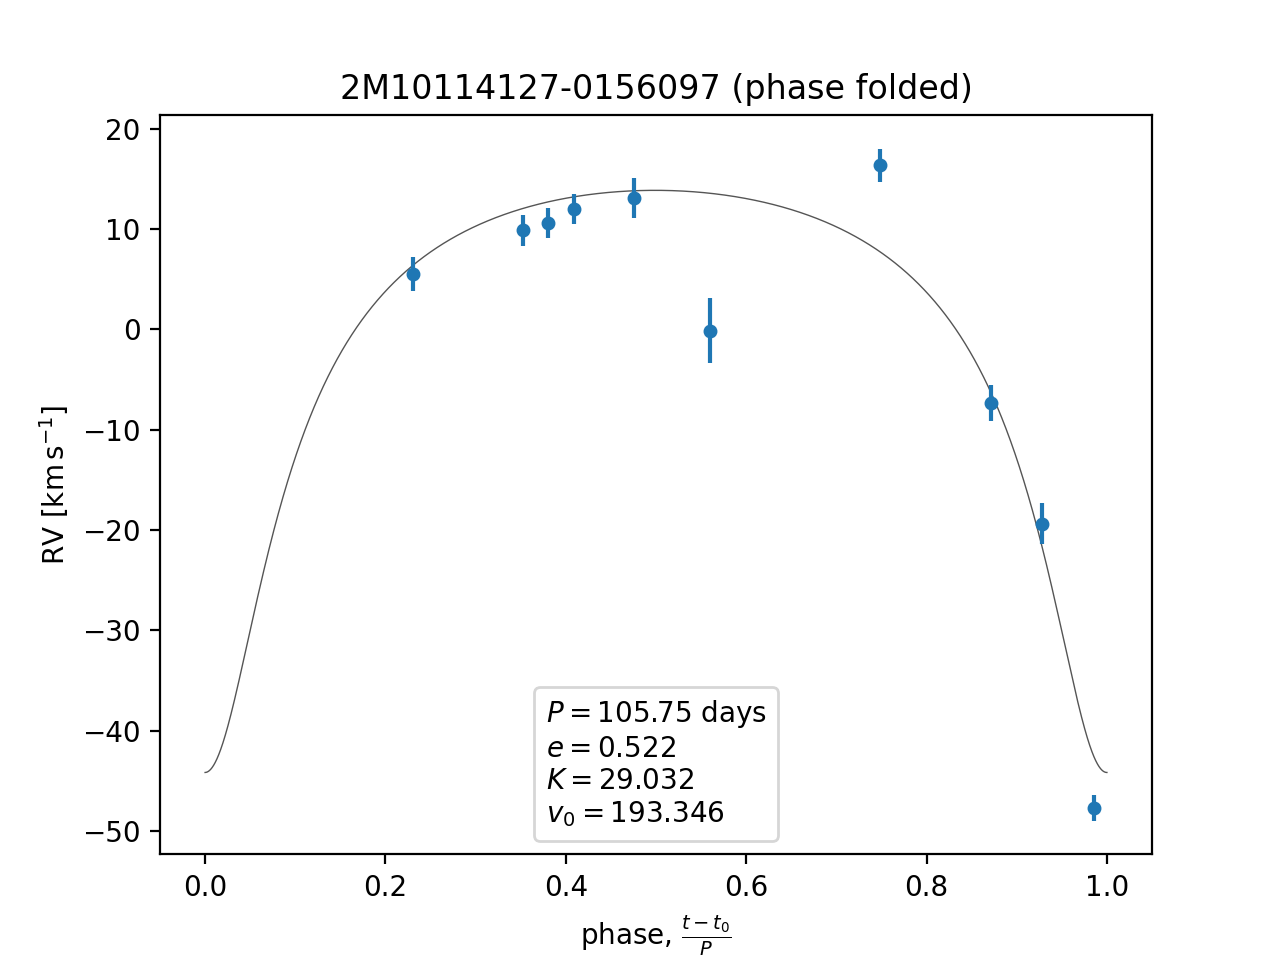 2M10114127-0156097 (phase folded)
20
10
0
−10
−20
−30
−40
−50
RV [km s⁻¹]
P = 105.75 days
e = 0.522
K = 29.032
v₀ = 193.346
0.0 0.2 0.4 0.6 0.8 1.0
phase, (t − t₀)/P